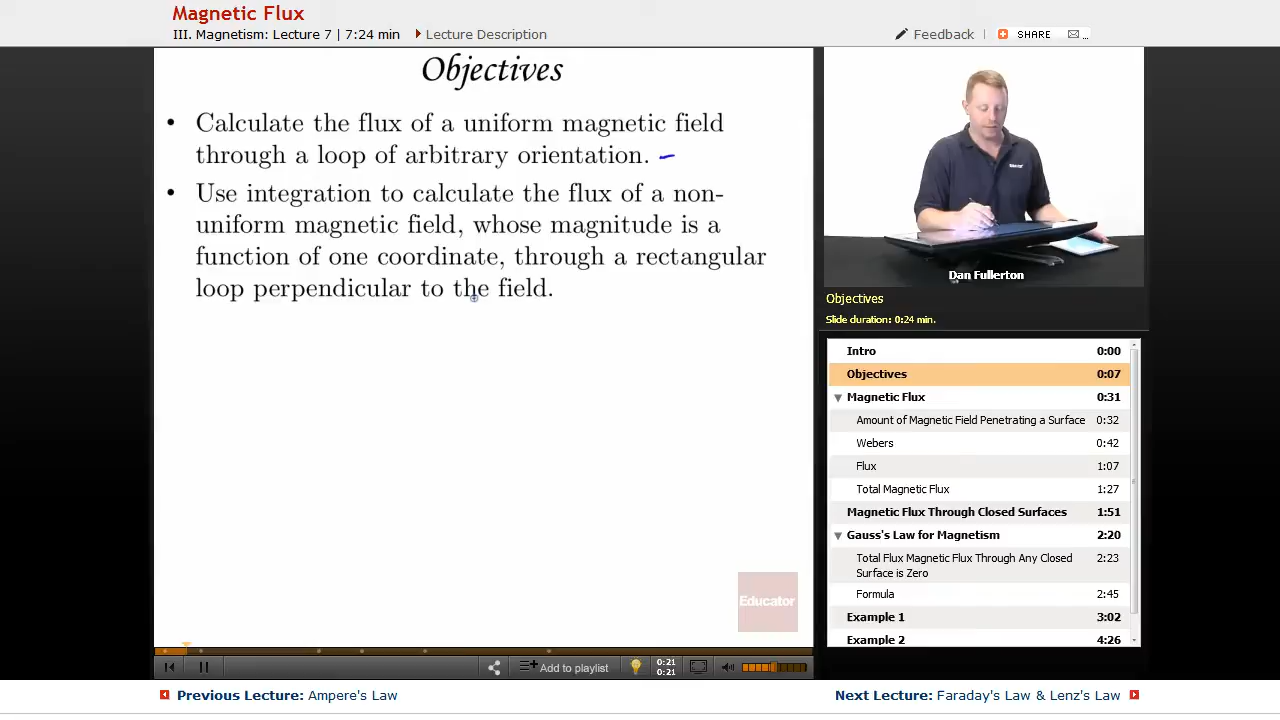 Magnetic Flux
III. Magnetism: Lecture 7 | 7:24 min
Lecture Description
Feedback
SHARE
...
Objectives
• Calculate the flux of a uniform magnetic field
through a loop of arbitrary orientation.
• Use integration to calculate the flux of a non-
uniform magnetic field, whose magnitude is a
function of one coordinate, through a rectangular
loop perpendicular to the field.
Educator
Dan Fullerton
Objectives
Slide duration: 0:24 min.
Intro 0:00
Objectives 0:07
Magnetic Flux 0:31
Amount of Magnetic Field Penetrating a Surface 0:32
Webers 0:42
Flux 1:07
Total Magnetic Flux 1:27
Magnetic Flux Through Closed Surfaces 1:51
Gauss's Law for Magnetism 2:20
Total Flux Magnetic Flux Through Any Closed 2:23
Surface is Zero
Formula 2:45
Example 1 3:02
Example 2 4:26
Add to playlist
0:21
0:21
Previous Lecture: Ampere's Law
Next Lecture: Faraday's Law & Lenz's Law